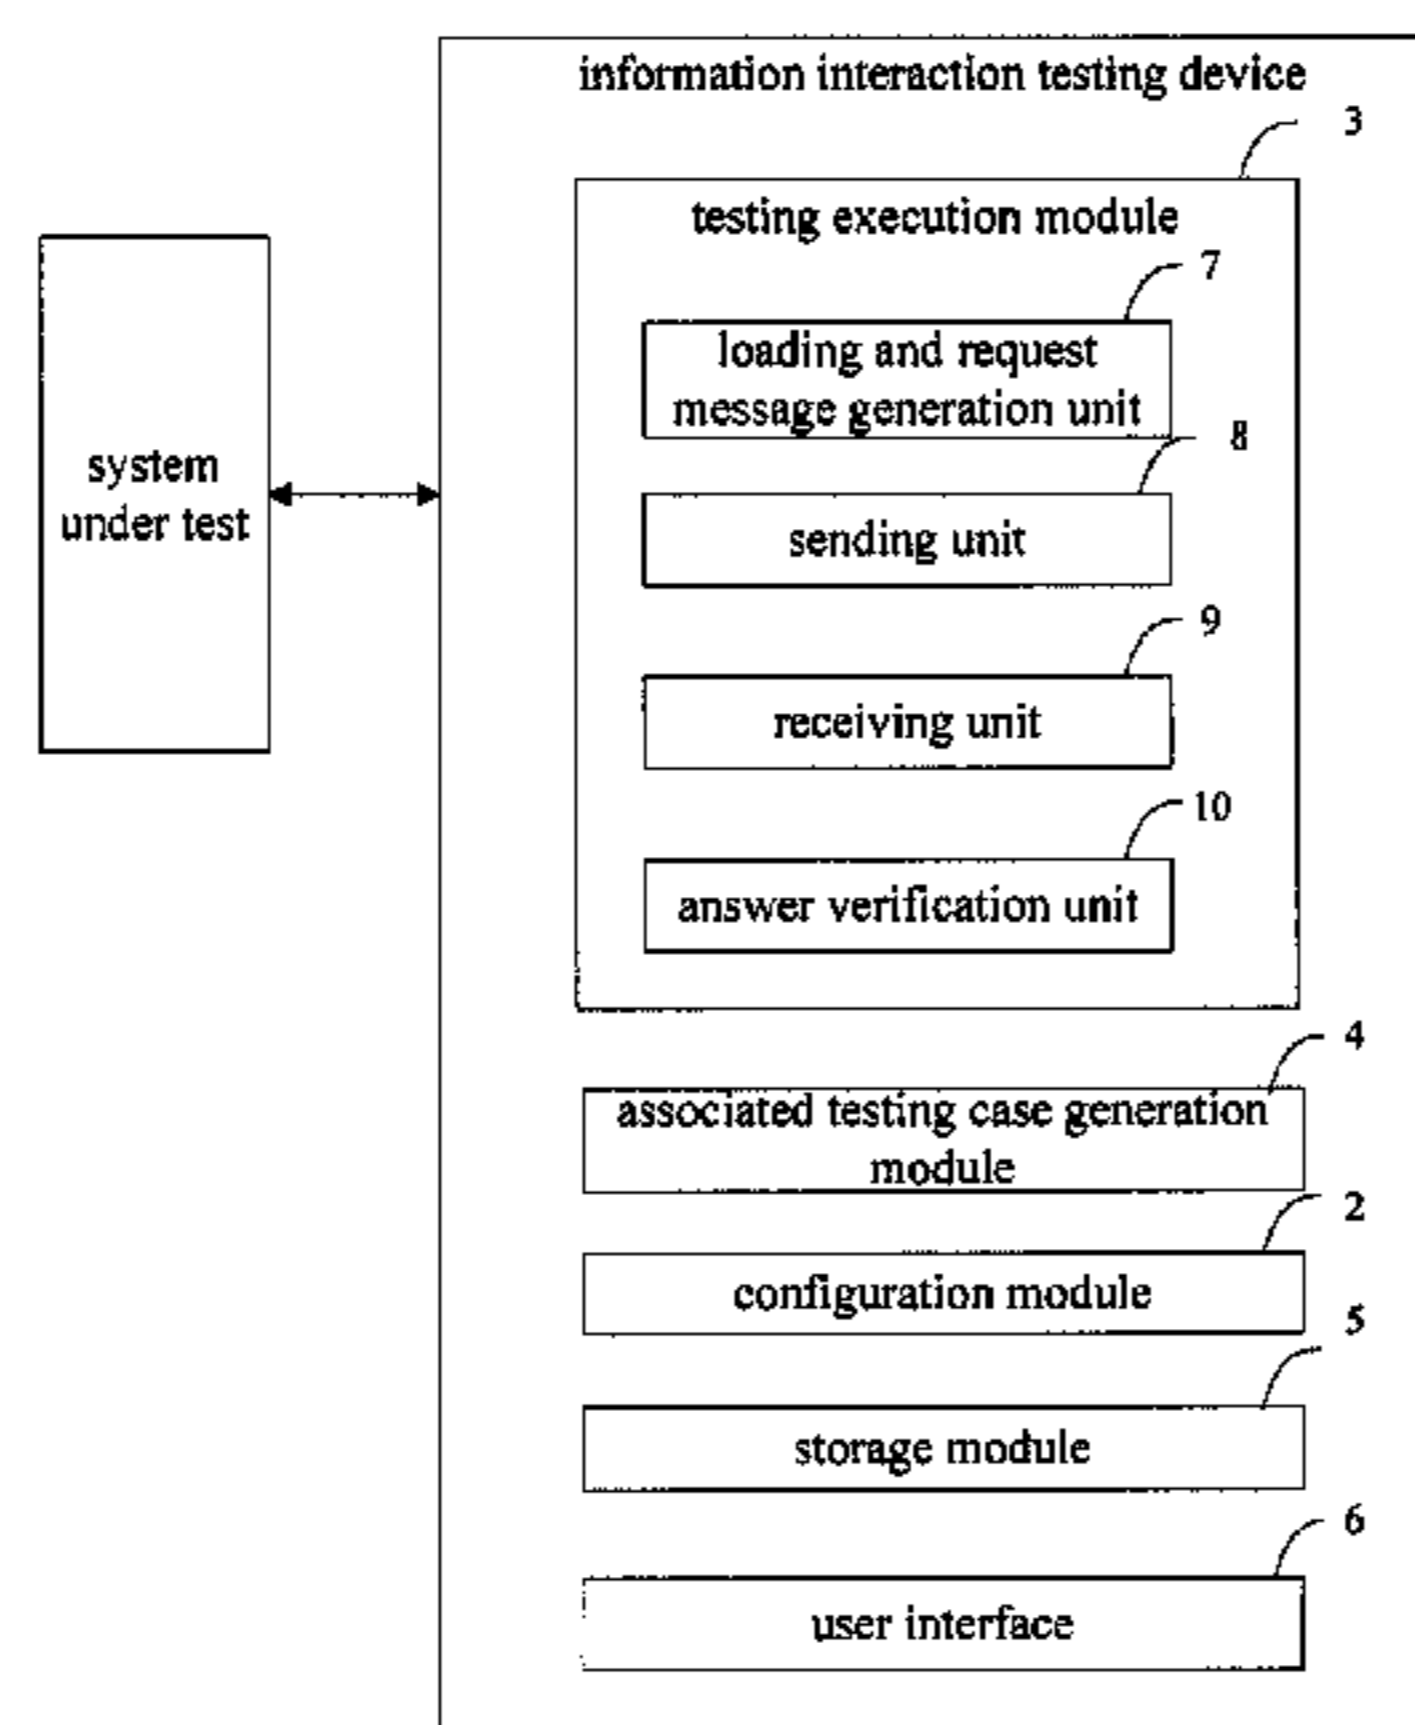 information interaction testing device
3
testing execution module
7
loading and request
message generation unit
8
system
under test
sending unit
9
receiving unit
10
answer verification unit
4
associated testing case generation
module
2
configuration module
5
storage module
6
user interface